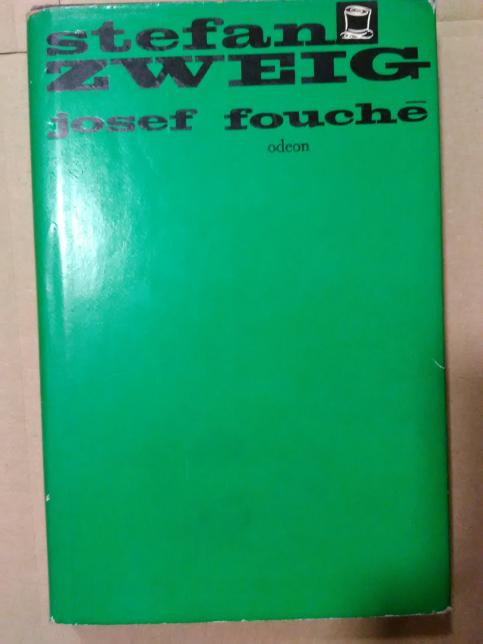 stefan
ZWEIG
josef fouché
odeon